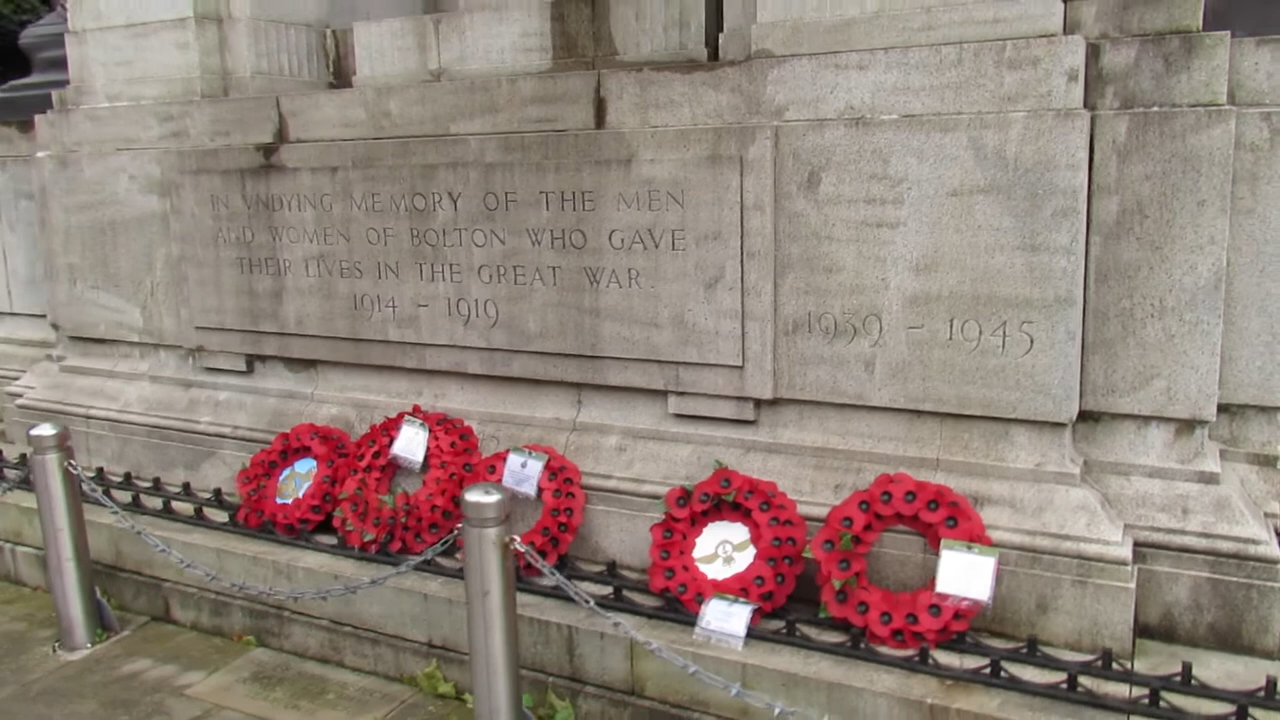 IN VNDYING MEMORY OF THE MEN
AND WOMEN OF BOLTON WHO GAVE
THEIR LIVES IN THE GREAT WAR.
1914 - 1919
1939 - 1945